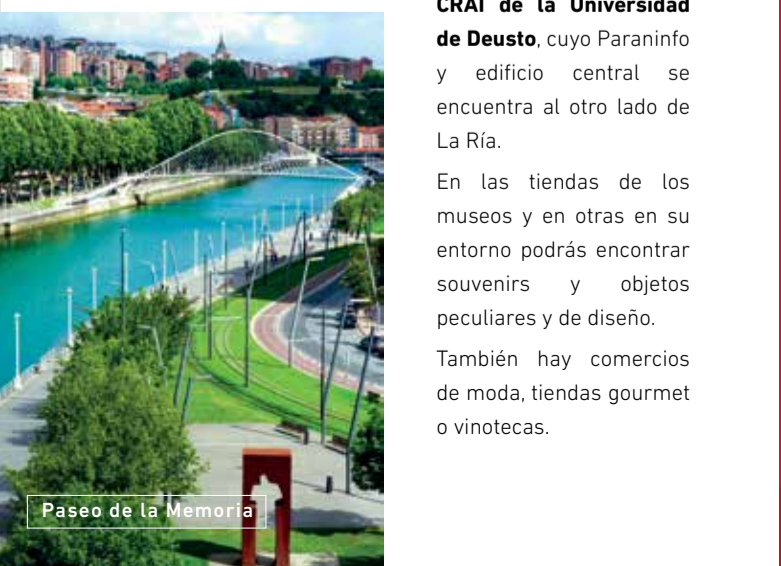 CRAI de la Universidad
de Deusto, cuyo Paraninfo
y edificio central se
encuentra al otro lado de
La Ría.
En las tiendas de los
museos y en otras en su
entorno podrás encontrar
souvenirs y objetos
peculiares y de diseño.
También hay comercios
de moda, tiendas gourmet
o vinotecas.
Paseo de la Memoria